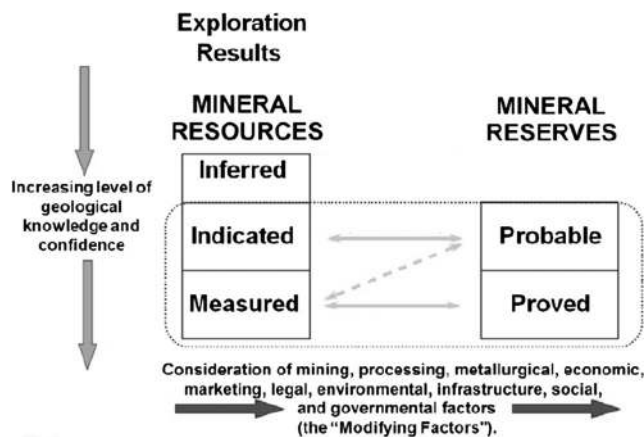 Exploration
Results
MINERAL
RESOURCES
MINERAL
RESERVES
Increasing level of
geological
knowledge and
confidence
Inferred
Indicated
Measured
Probable
Proved
Consideration of mining, processing, metallurgical, economic,
marketing, legal, environmental, infrastructure, social,
and governmental factors
(the "Modifying Factors").